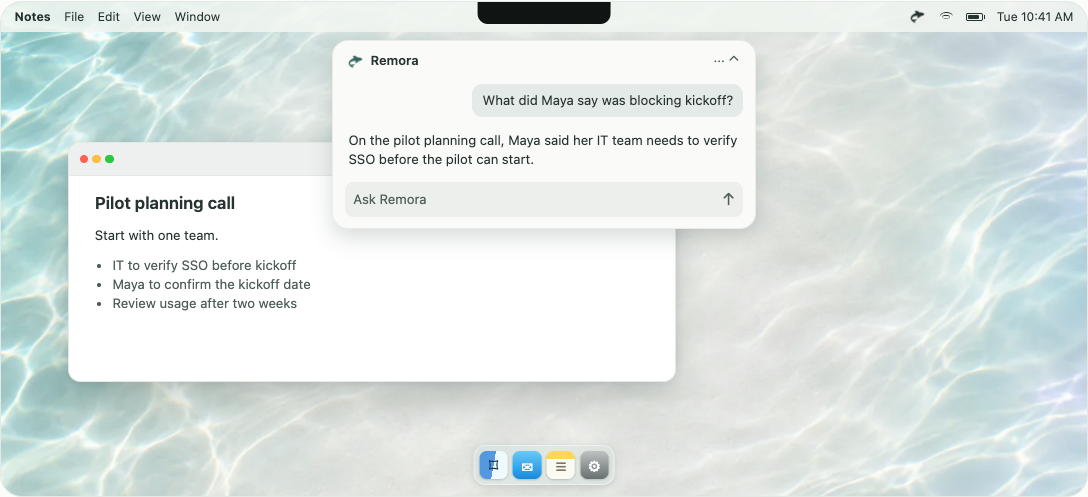 Notes File Edit View Window
Tue 10:41 AM
Remora
What did Maya say was blocking kickoff?
On the pilot planning call, Maya said her IT team needs to verify
SSO before the pilot can start.
Ask Remora
Pilot planning call
Start with one team.
• IT to verify SSO before kickoff
• Maya to confirm the kickoff date
• Review usage after two weeks